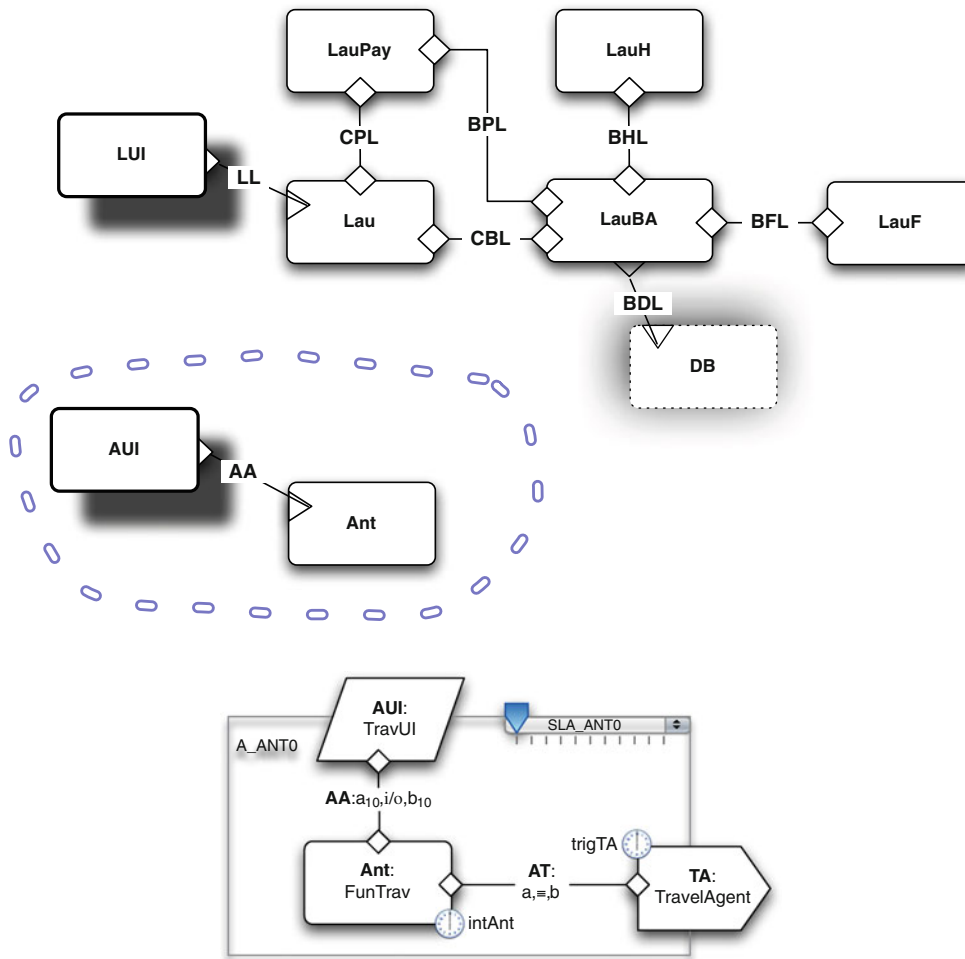 LauPay
LauH
CPL
BPL
BHL
LUI
LL
Lau
CBL
LauBA
BFL
LauF
BDL
DB
AUI
AA
Ant
AUI:
TravUI
SLA_ANT0
A_ANT0
AA:a10,i/o,b10
trigTA
Ant:
FunTrav
AT:
a,≡,b
TA:
TravelAgent
intAnt